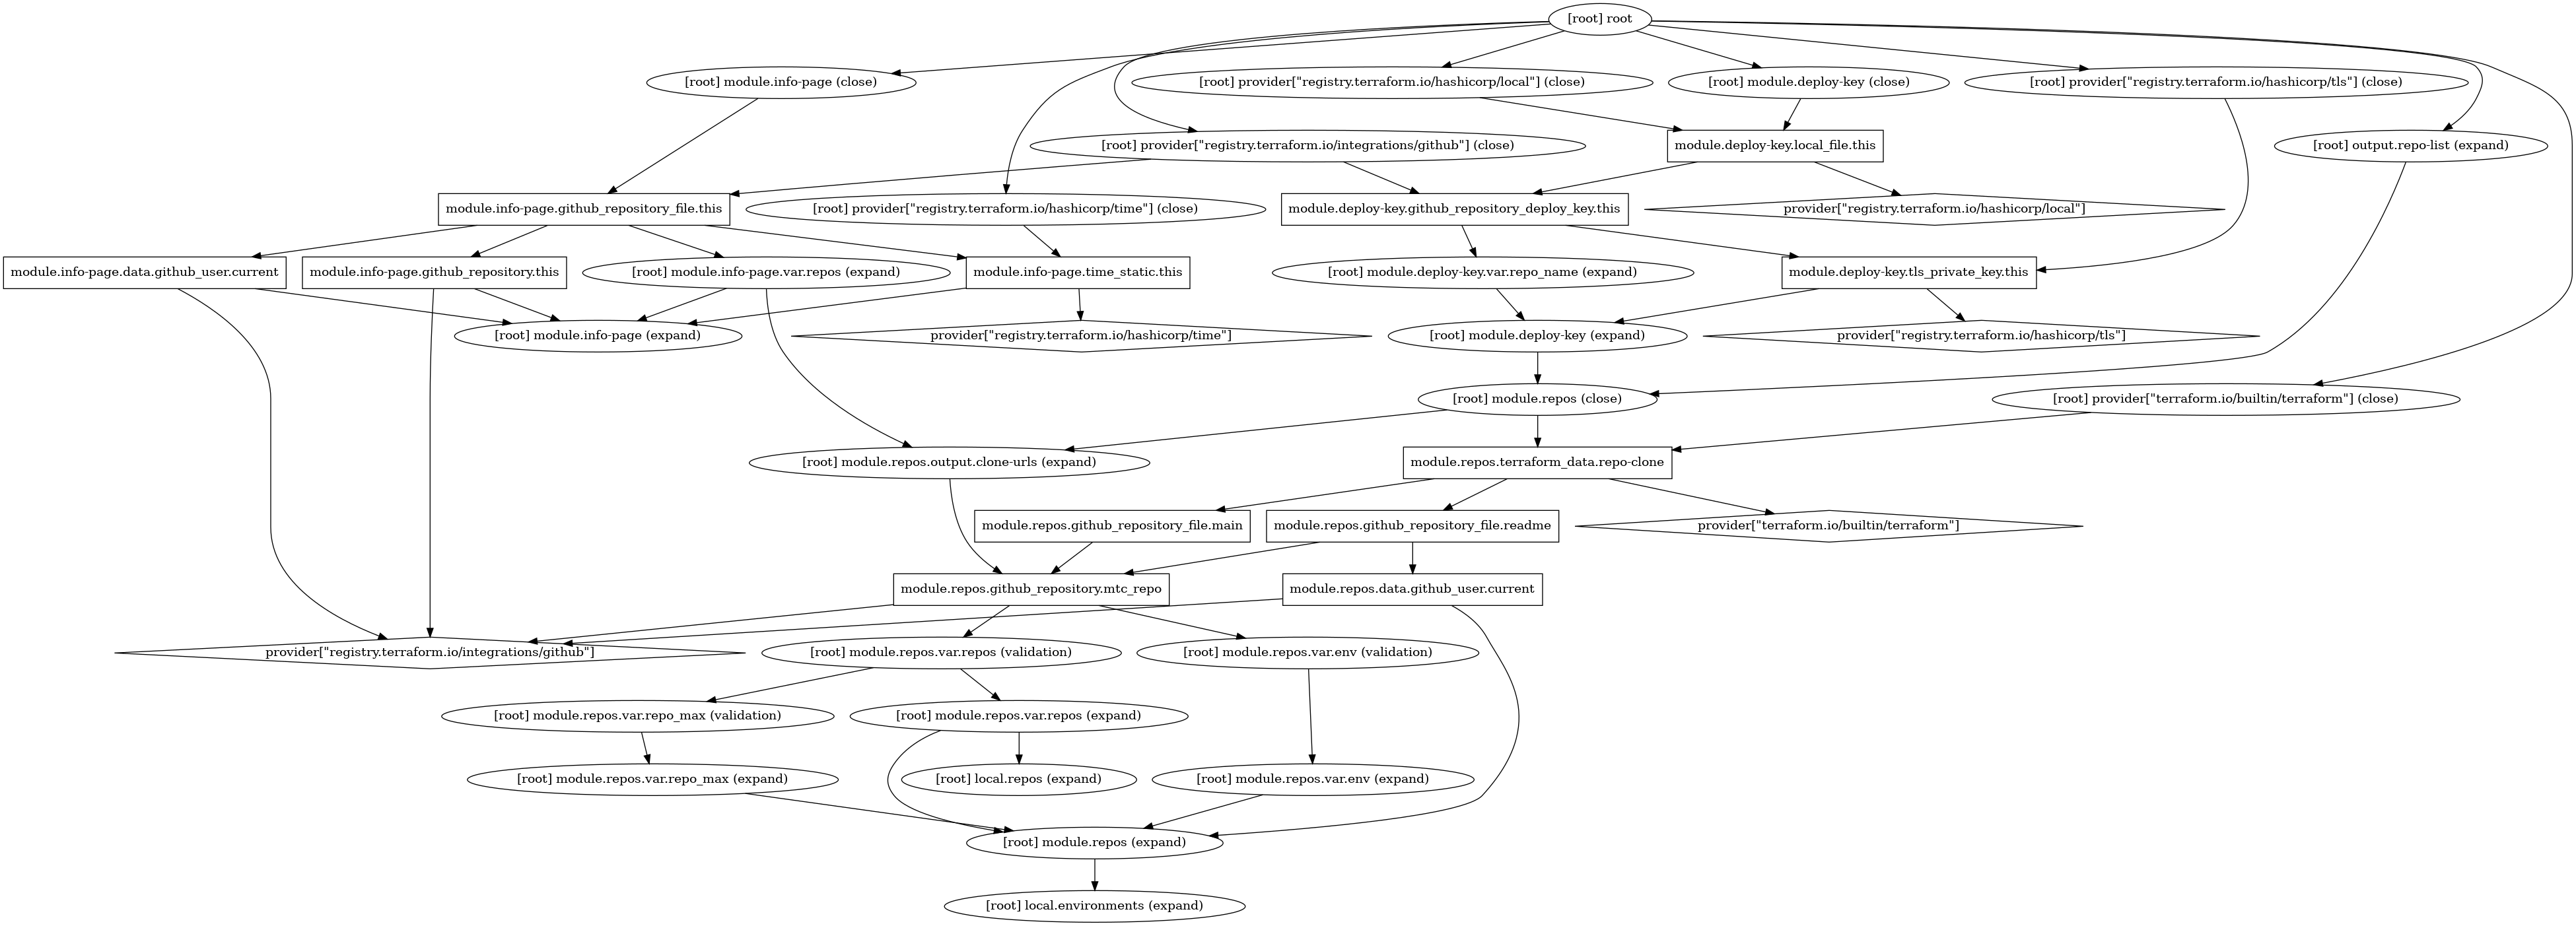 [root] root
[root] module.info-page (close)
[root] provider["registry.terraform.io/hashicorp/local"] (close)
[root] module.deploy-key (close)
[root] provider["registry.terraform.io/hashicorp/tls"] (close)
[root] provider["registry.terraform.io/integrations/github"] (close)
module.deploy-key.local_file.this
[root] output.repo-list (expand)
module.info-page.github_repository_file.this
[root] provider["registry.terraform.io/hashicorp/time"] (close)
module.deploy-key.github_repository_deploy_key.this
provider["registry.terraform.io/hashicorp/local"]
module.info-page.data.github_user.current
module.info-page.github_repository.this
[root] module.info-page.var.repos (expand)
module.info-page.time_static.this
[root] module.deploy-key.var.repo_name (expand)
module.deploy-key.tls_private_key.this
[root] module.info-page (expand)
provider["registry.terraform.io/hashicorp/time"]
[root] module.deploy-key (expand)
provider["registry.terraform.io/hashicorp/tls"]
[root] module.repos (close)
[root] provider["terraform.io/builtin/terraform"] (close)
[root] module.repos.output.clone-urls (expand)
module.repos.terraform_data.repo-clone
module.repos.github_repository_file.main
module.repos.github_repository_file.readme
provider["terraform.io/builtin/terraform"]
module.repos.github_repository.mtc_repo
module.repos.data.github_user.current
provider["registry.terraform.io/integrations/github"]
[root] module.repos.var.repos (validation)
[root] module.repos.var.env (validation)
[root] module.repos.var.repo_max (validation)
[root] module.repos.var.repos (expand)
[root] module.repos.var.repo_max (expand)
[root] local.repos (expand)
[root] module.repos.var.env (expand)
[root] module.repos (expand)
[root] local.environments (expand)